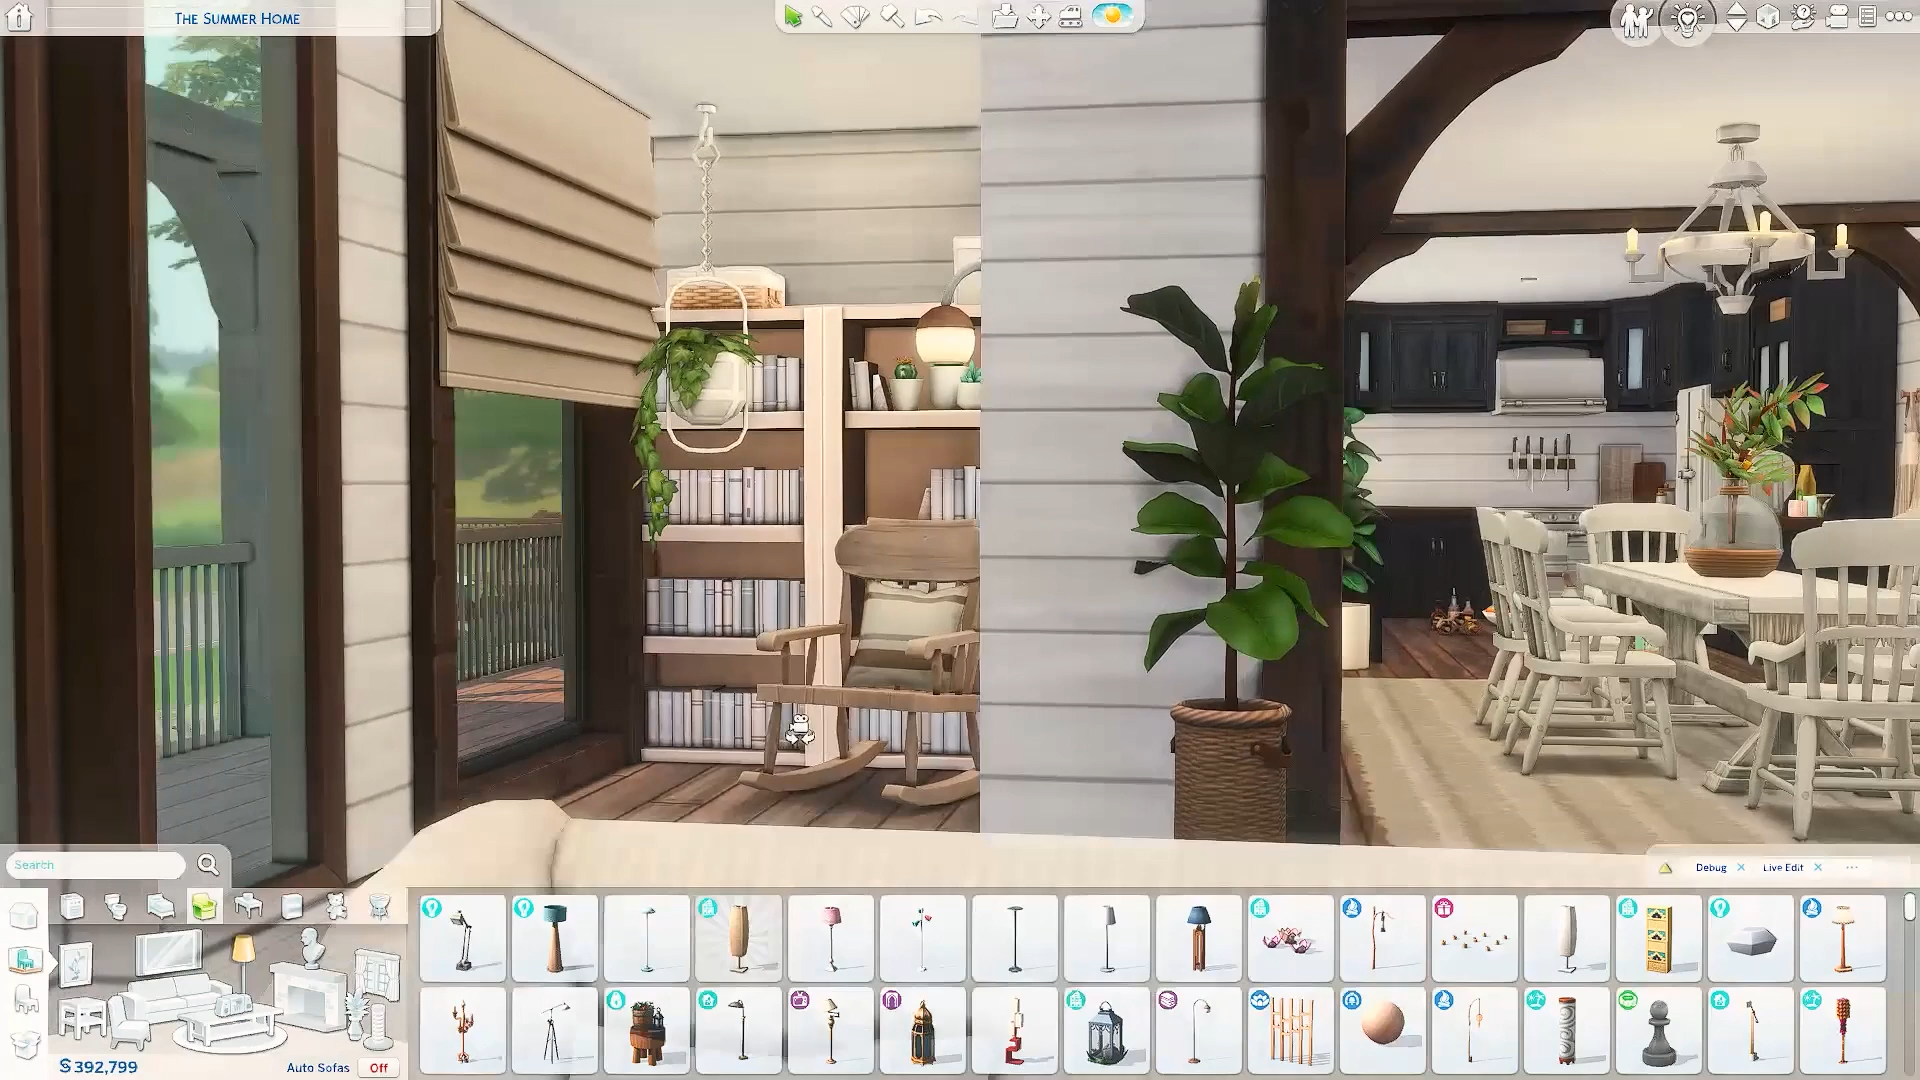 The Summer Home
Search
Debug
Live Edit
§392,799
Auto Sofas
Off